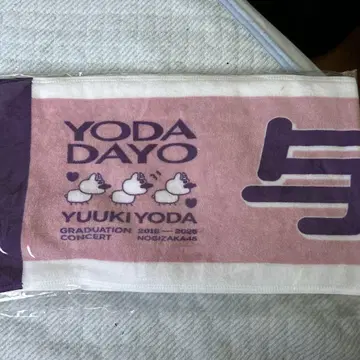 YODA
DAYO
YUUKI YODA
GRADUATION 2016 — 2025
CONCERT NOGIZAKA46
与